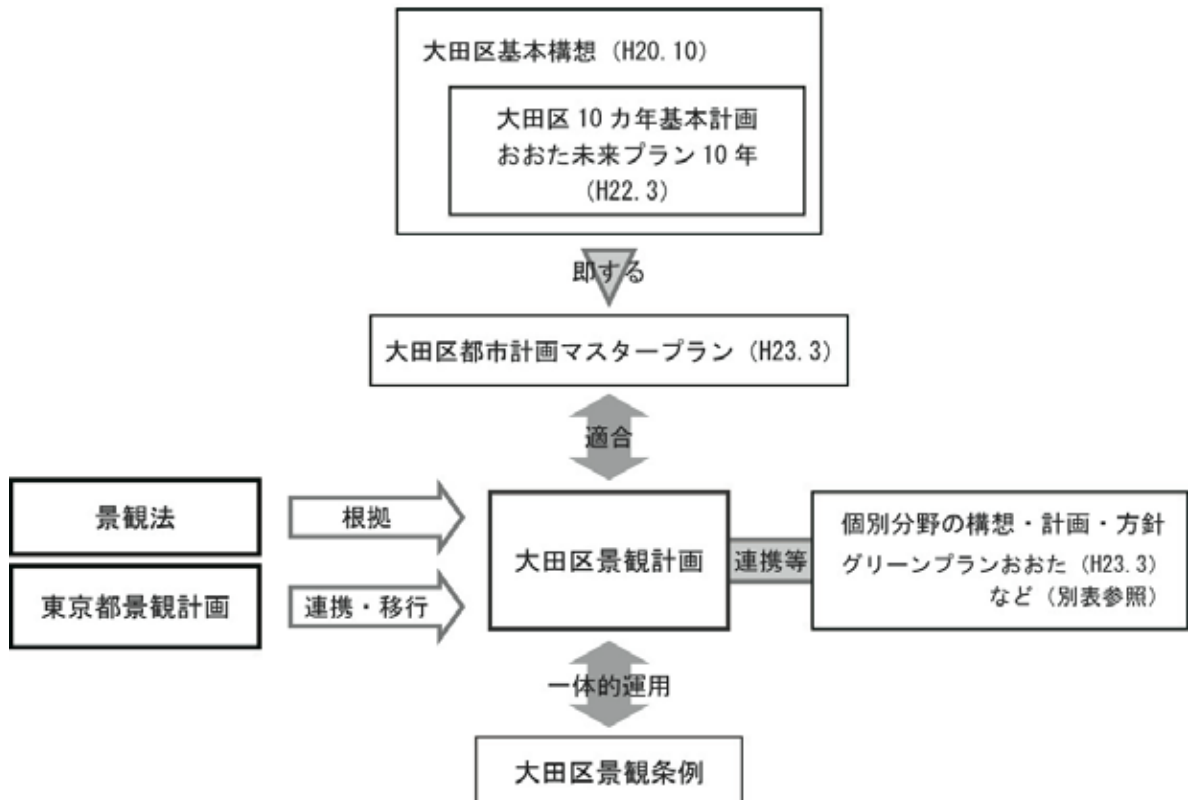 大田区基本構想（H20.10）
大田区10カ年基本計画
おおた未来プラン10年
（H22.3）
即する
大田区都市計画マスタープラン（H23.3）
適合
景観法
根拠
東京都景観計画
連携・移行
大田区景観計画
連携等
個別分野の構想・計画・方針
グリーンプランおおた（H23.3）
など（別表参照）
一体的運用
大田区景観条例